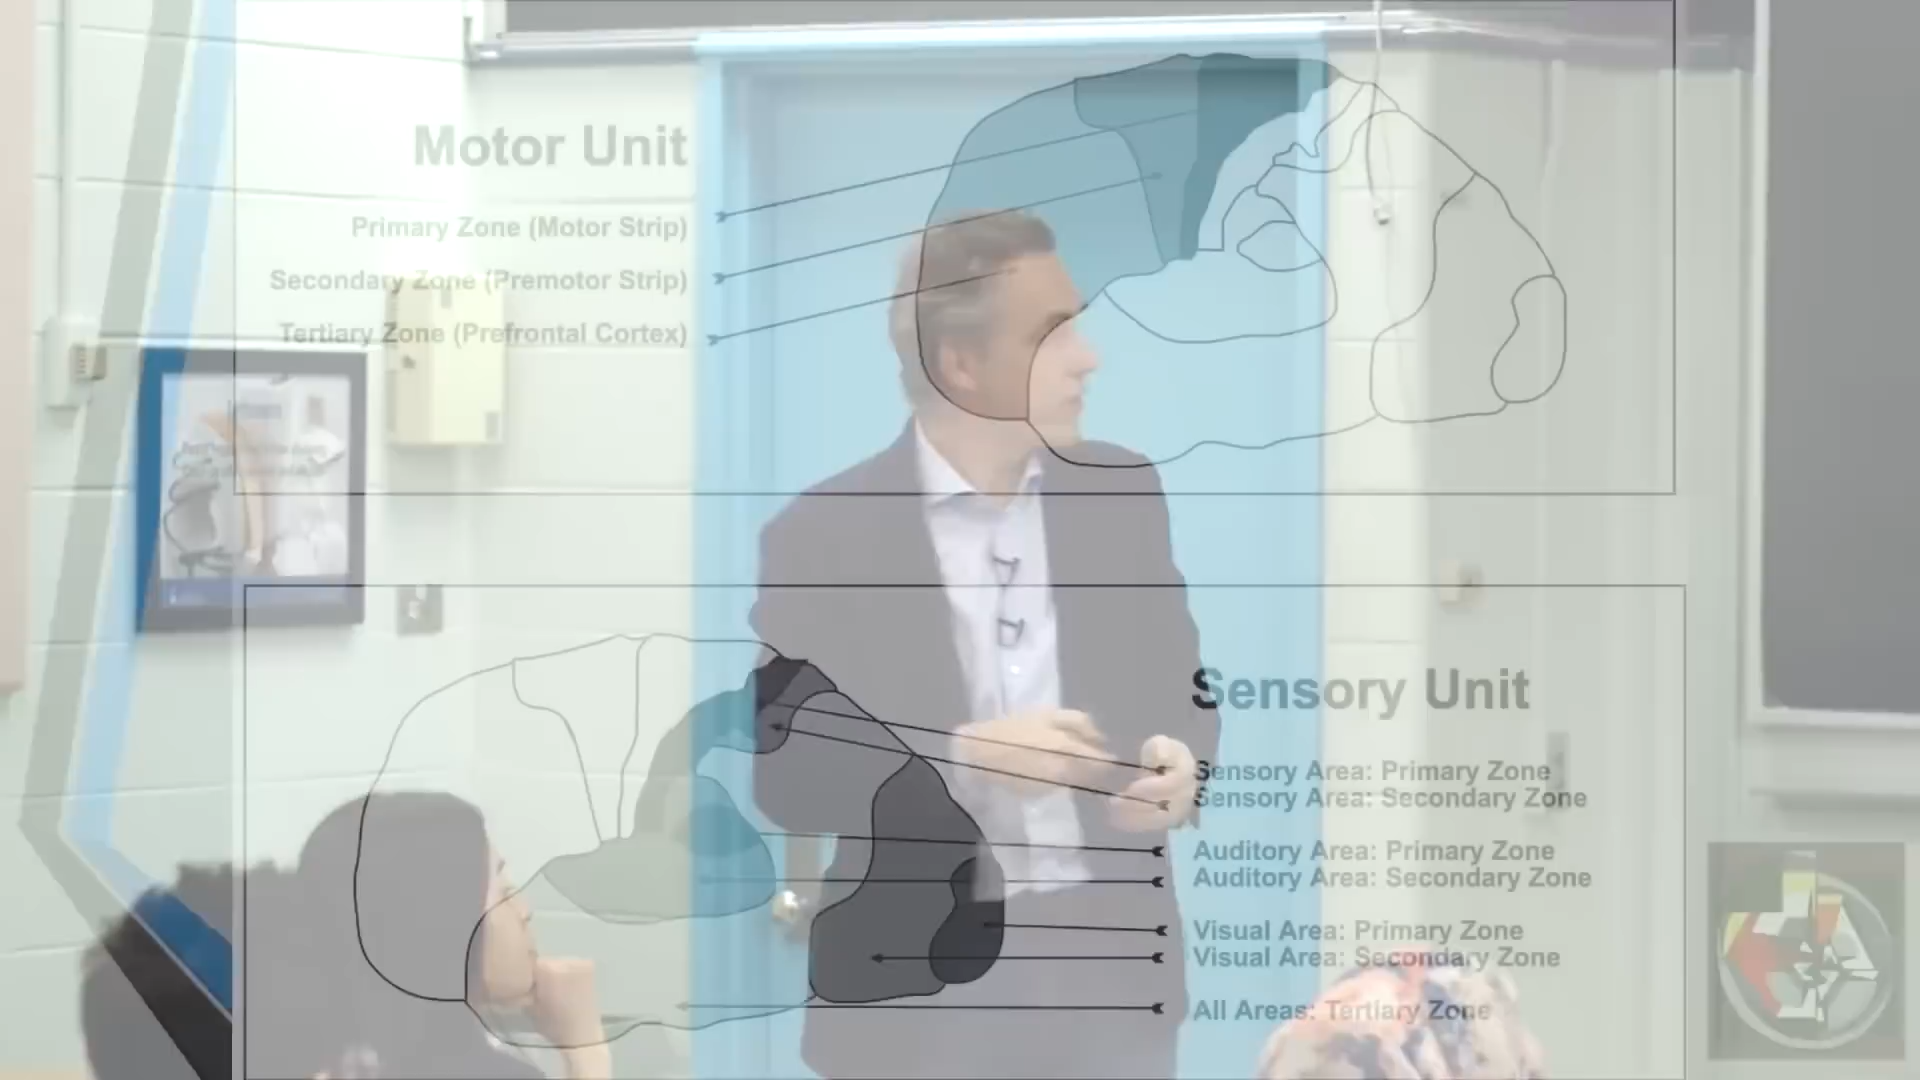 Motor Unit
Primary Zone (Motor Strip)
Secondary Zone (Premotor Strip)
Tertiary Zone (Prefrontal Cortex)
Sensory Unit
Sensory Area: Primary Zone
Sensory Area: Secondary Zone
Auditory Area: Primary Zone
Auditory Area: Secondary Zone
Visual Area: Primary Zone
Visual Area: Secondary Zone
All Areas: Tertiary Zone